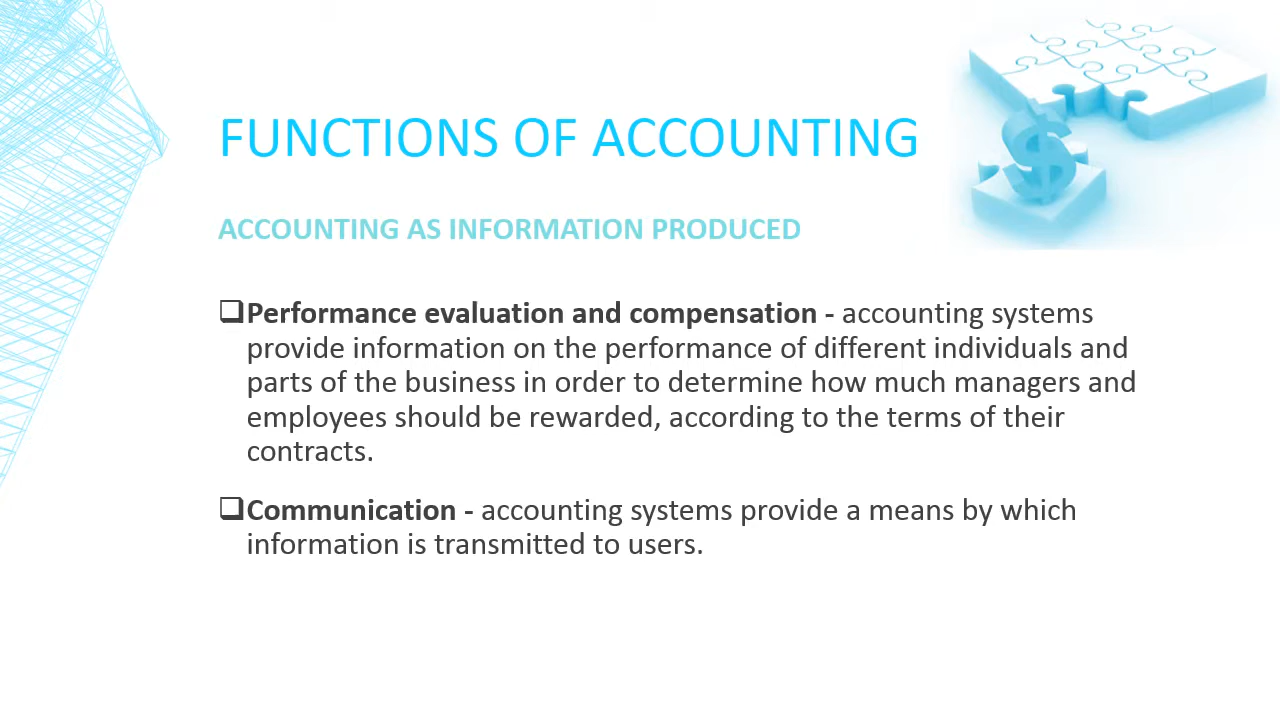 FUNCTIONS OF ACCOUNTING
ACCOUNTING AS INFORMATION PRODUCED
❑Performance evaluation and compensation - accounting systems
provide information on the performance of different individuals and
parts of the business in order to determine how much managers and
employees should be rewarded, according to the terms of their
contracts.
❑Communication - accounting systems provide a means by which
information is transmitted to users.